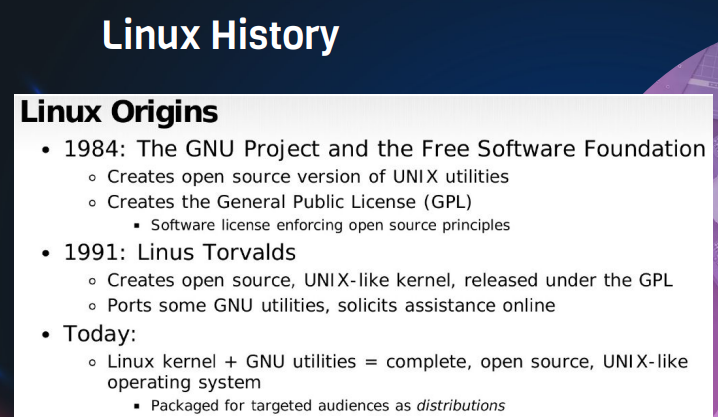 Linux History
Linux Origins
• 1984: The GNU Project and the Free Software Foundation
◦ Creates open source version of UNIX utilities
◦ Creates the General Public License (GPL)
▪ Software license enforcing open source principles
• 1991: Linus Torvalds
◦ Creates open source, UNIX-like kernel, released under the GPL
◦ Ports some GNU utilities, solicits assistance online
• Today:
◦ Linux kernel + GNU utilities = complete, open source, UNIX-like
operating system
▪ Packaged for targeted audiences as distributions